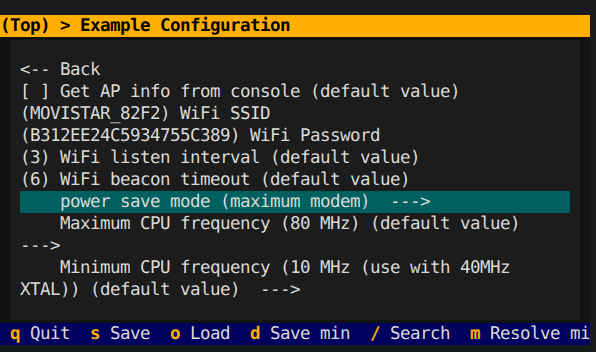 (Top) > Example Configuration
<-- Back
[ ] Get AP info from console (default value)
(MOVISTAR_82F2) WiFi SSID
(B312EE24C5934755C389) WiFi Password
(3) WiFi listen interval (default value)
(6) WiFi beacon timeout (default value)
power save mode (maximum modem)  --->
Maximum CPU frequency (80 MHz) (default value)
--->
Minimum CPU frequency (10 MHz (use with 40MHz
XTAL)) (default value)  --->
q Quit  s Save  o Load  d Save min  / Search  m Resolve mi